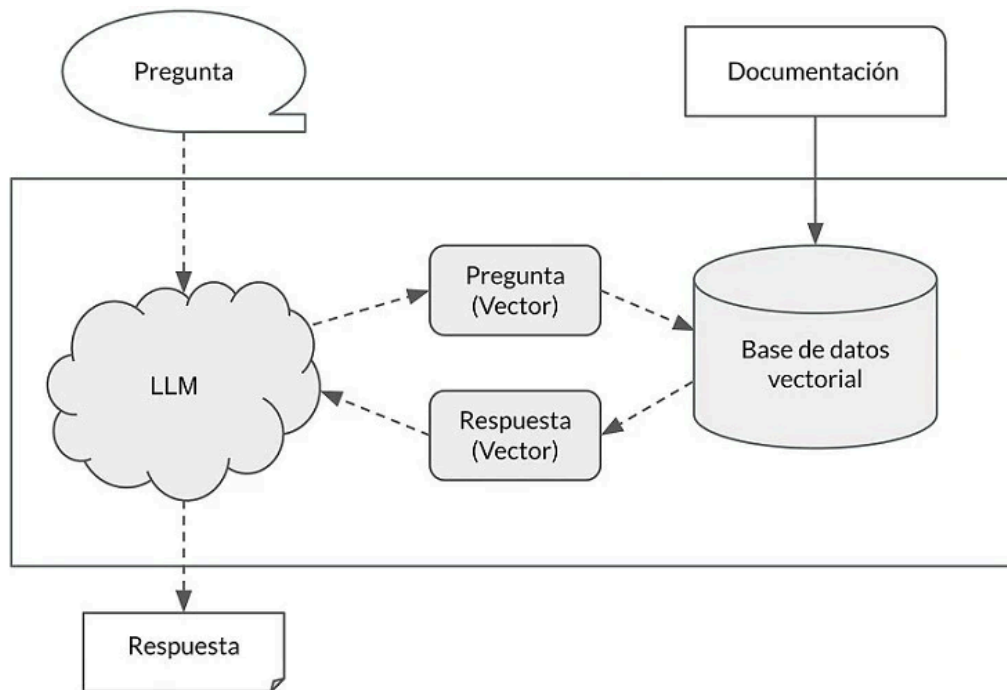 Pregunta
Documentación
Pregunta
(Vector)
Base de datos
vectorial
LLM
Respuesta
(Vector)
Respuesta